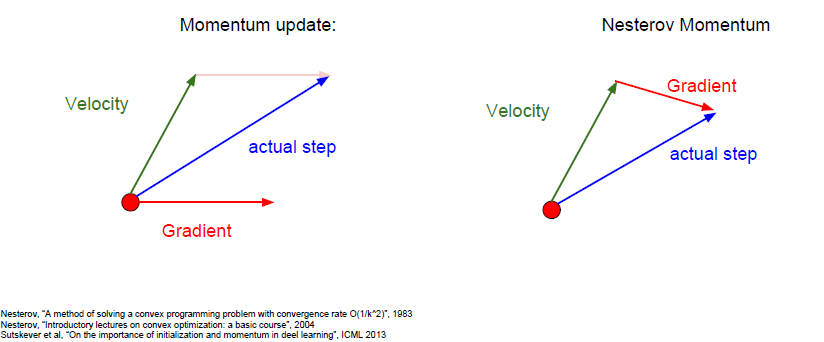 Momentum update:
Velocity
actual step
Gradient
Nesterov Momentum
Gradient
Velocity
actual step
Nesterov, "A method of solving a convex programming problem with convergence rate O(1/k^2)", 1983
Nesterov, "Introductory lectures on convex optimization: a basic course", 2004
Sutskever et al, "On the importance of initialization and momentum in deel learning", ICML 2013